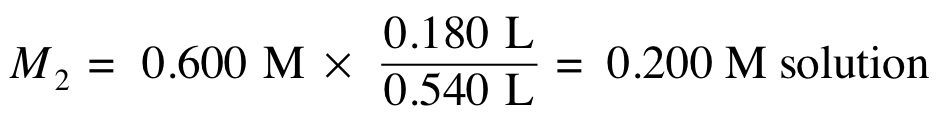 M₂ = 0.600 M × 0.180 L / 0.540 L = 0.200 M solution